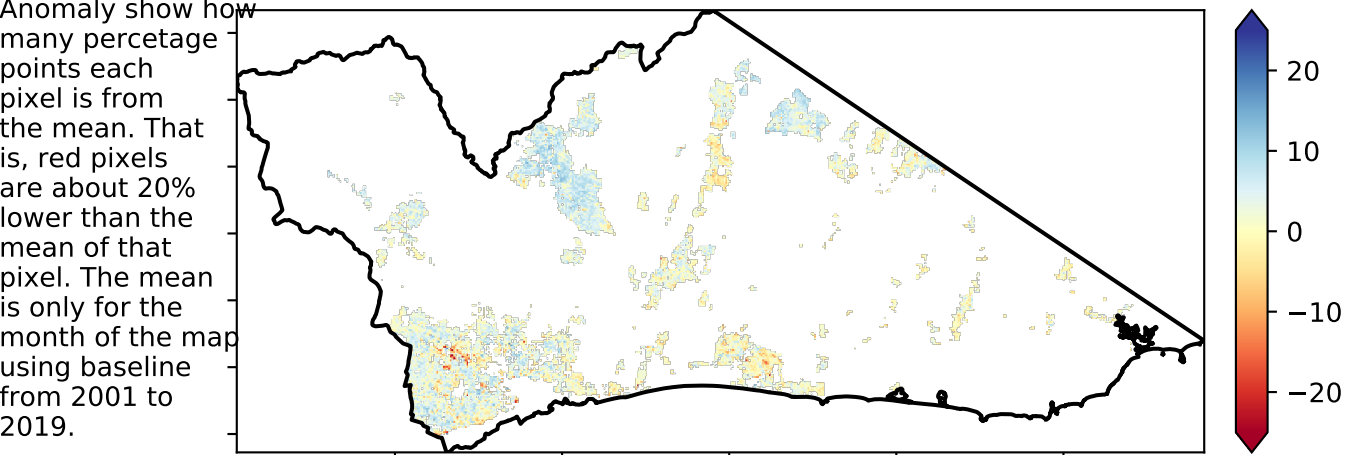 Anomaly show how
many percetage
points each
pixel is from
the mean. That
is, red pixels
are about 20%
lower than the
mean of that
pixel. The mean
is only for the
month of the map
using baseline
from 2001 to
2019.
20
10
0
−10
−20